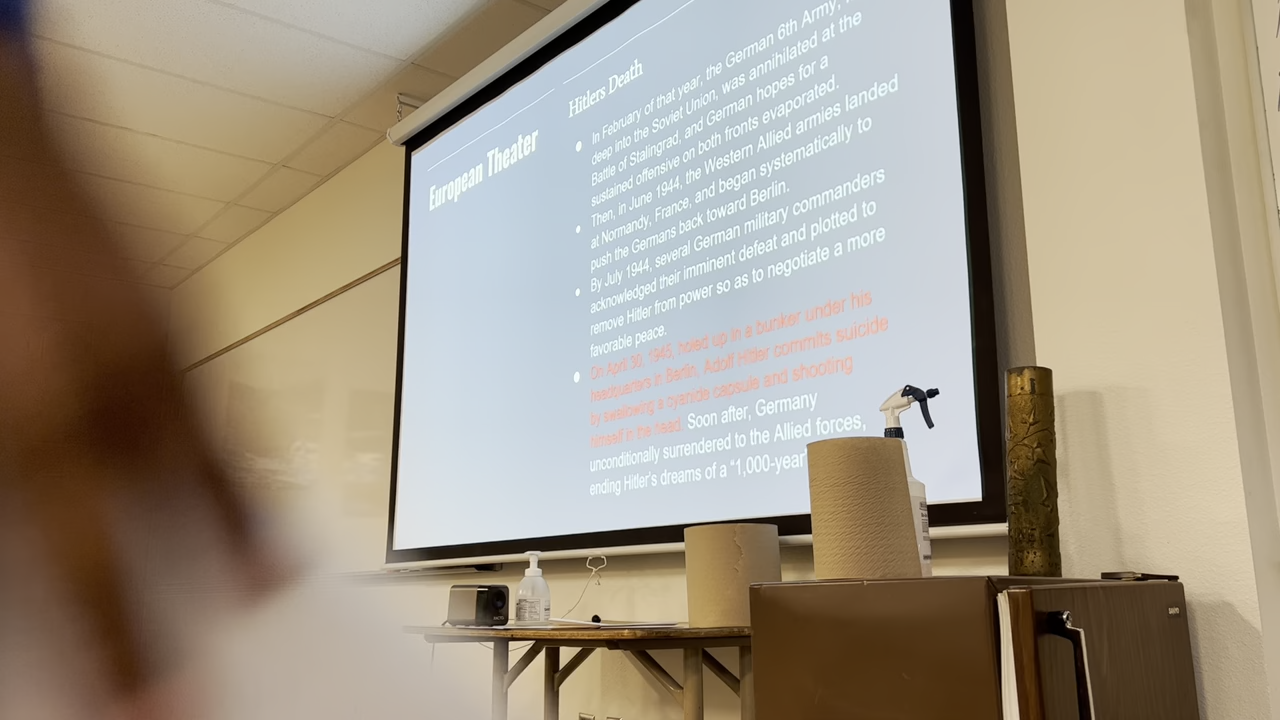 European Theater
Hitlers Death
In February of that year, the German 6th Army,
deep into the Soviet Union, was annihilated at the
Battle of Stalingrad, and German hopes for a
sustained offensive on both fronts evaporated.
Then, in June 1944, the Western Allied armies landed
at Normandy, France, and began systematically to
push the Germans back toward Berlin.
By July 1944, several German military commanders
acknowledged their imminent defeat and plotted to
remove Hitler from power so as to negotiate a more
favorable peace.
On April 30, 1945, holed up in a bunker under his
headquarters in Berlin, Adolf Hitler commits suicide
by swallowing a cyanide capsule and shooting
himself in the head. Soon after, Germany
unconditionally surrendered to the Allied forces,
ending Hitler's dreams of a "1,000-year